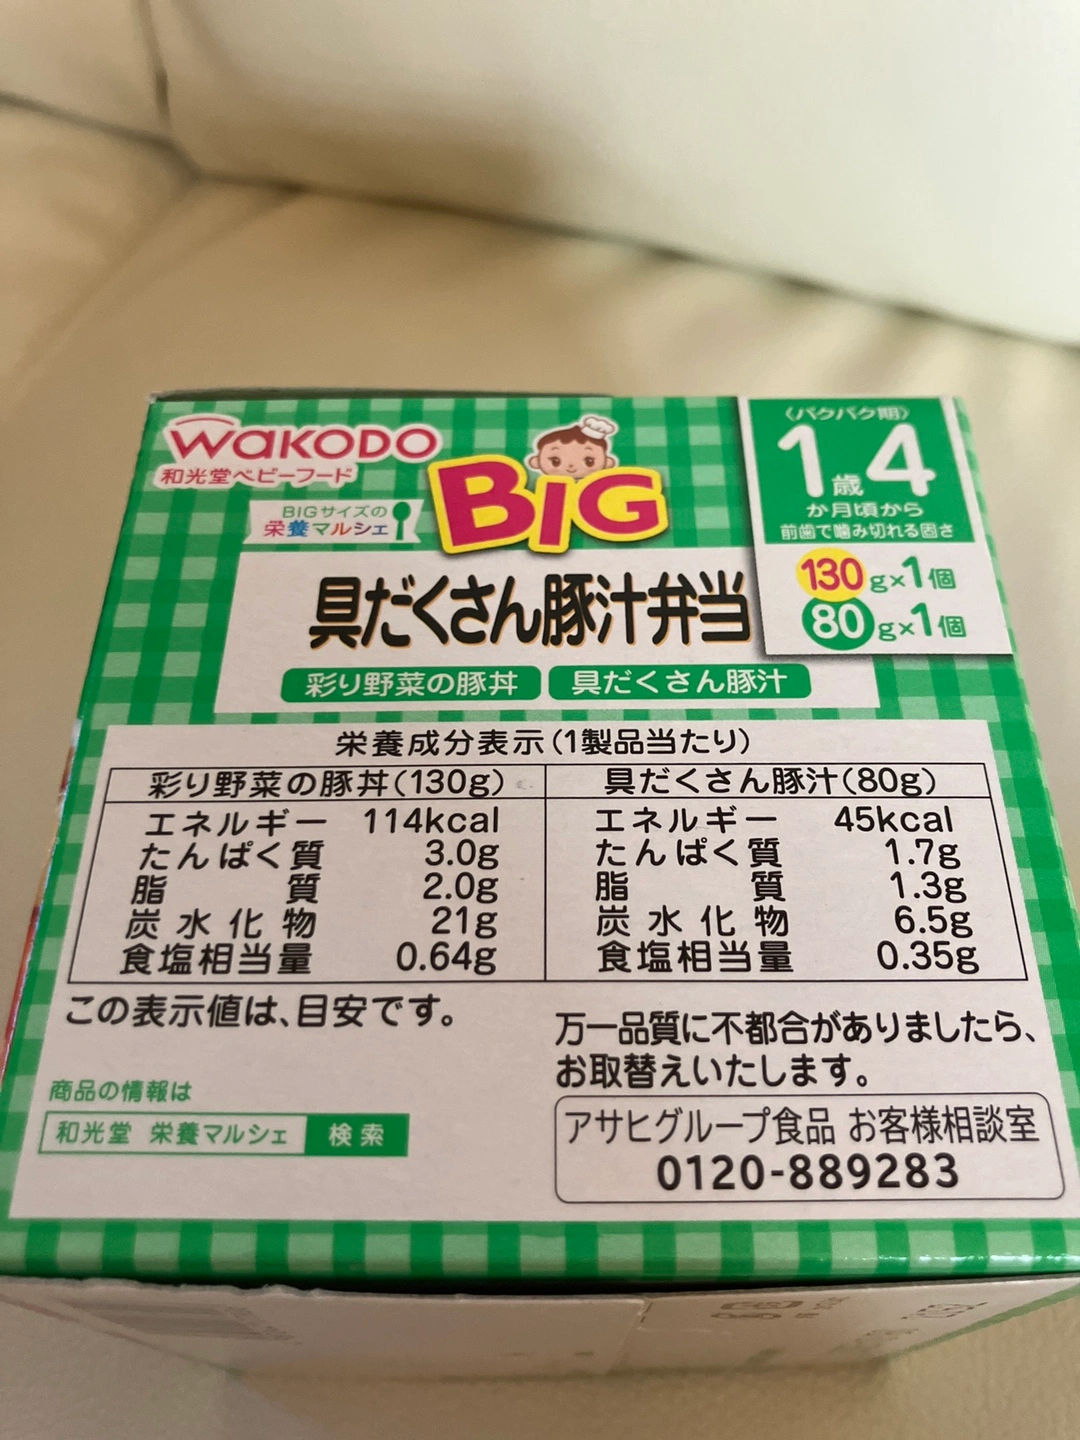 WaKODO
和光堂ベビーフード
BIGサイズの
栄養マルシェ
BIG
〈パクパク期〉
1歳4
か月頃から
前歯で噛み切れる固さ
130g×1個
80g×1個
具だくさん豚汁弁当
彩り野菜の豚丼 具だくさん豚汁
栄養成分表示(1製品当たり)
彩り野菜の豚丼(130g) 具だくさん豚汁(80g)
エネルギー 114kcal エネルギー 45kcal
たんぱく質 3.0g たんぱく質 1.7g
脂質 2.0g 脂質 1.3g
炭水化物 21g 炭水化物 6.5g
食塩相当量 0.64g 食塩相当量 0.35g
この表示値は、目安です。
万一品質に不都合がありましたら、
お取替えいたします。
商品の情報は
和光堂 栄養マルシェ 検索
アサヒグループ食品 お客様相談室
0120-889283